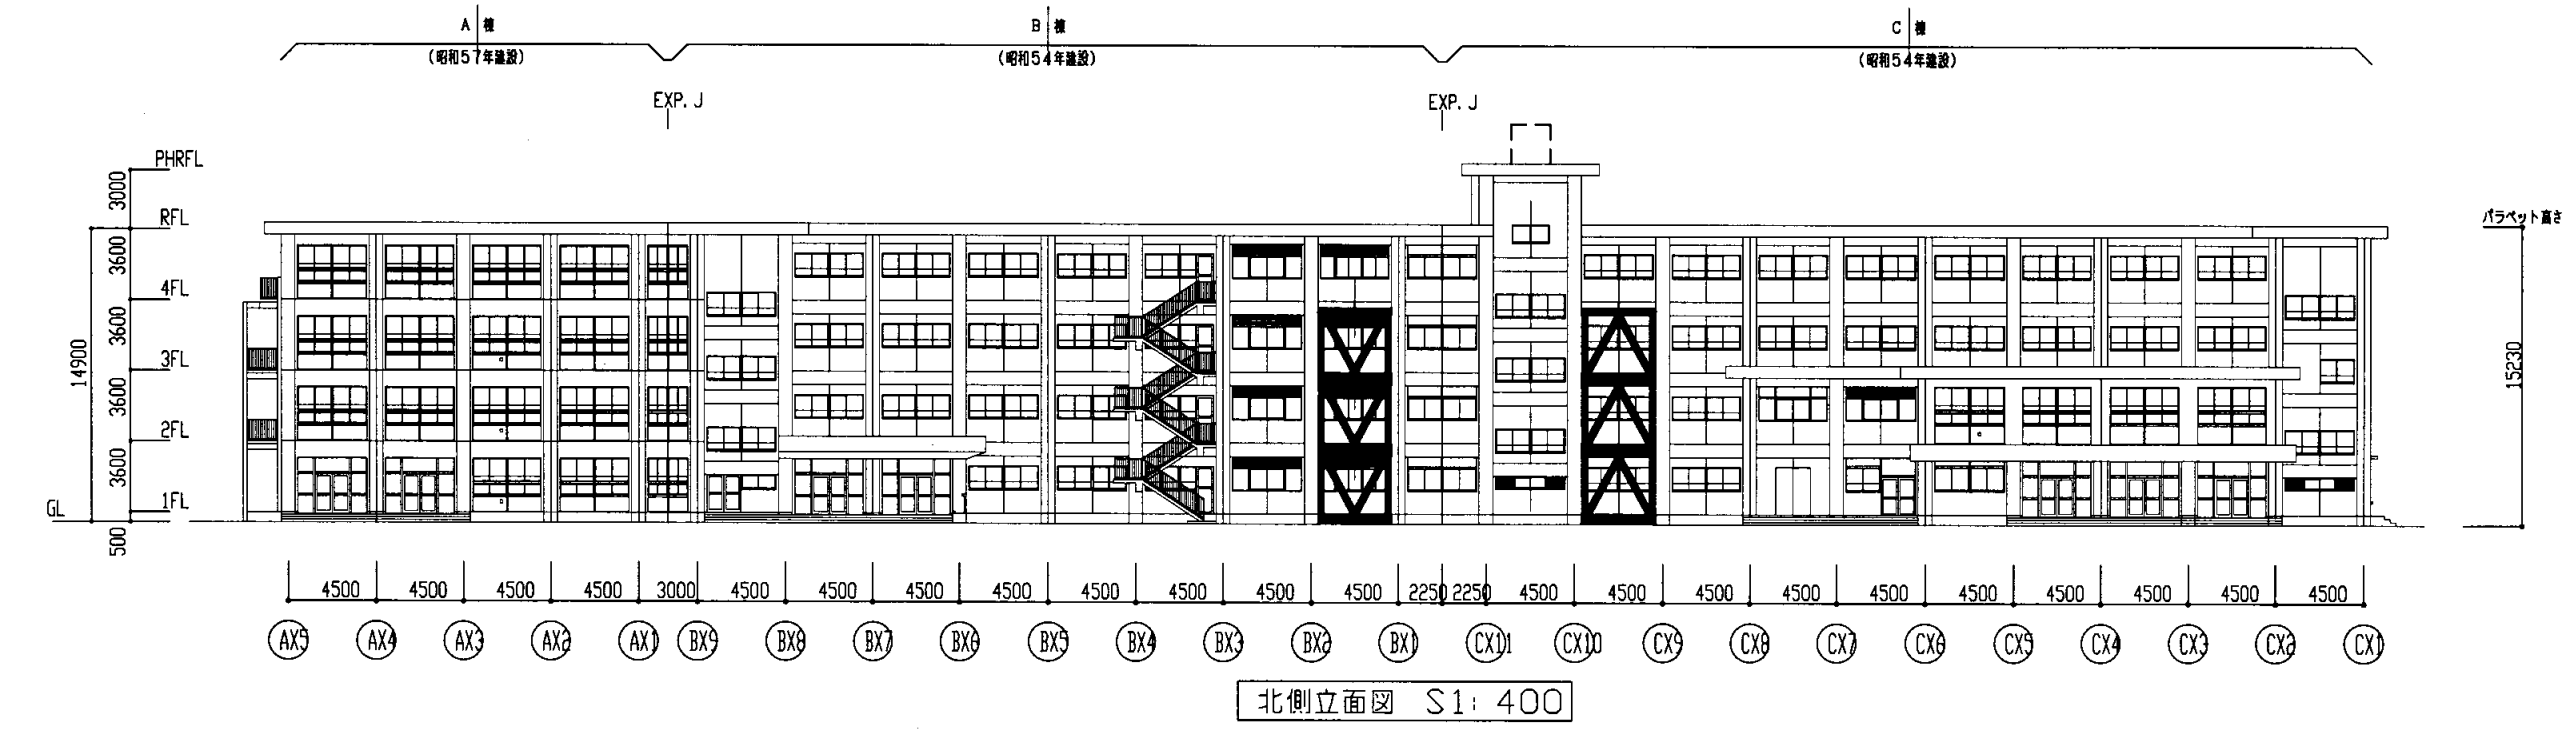 A 棟
(昭和57年建設)
B 棟
(昭和54年建設)
C 棟
(昭和54年建設)
EXP. J
EXP. J
PHRFL
3000
RFL
3600
4FL
3600
3FL
3600
2FL
3600
1FL
GL
500
14900
パラペット高さ
15230
4500 4500 4500 4500 3000 4500 4500 4500 4500 4500 4500 4500 4500 2250 2250 4500 4500 4500 4500 4500 4500 4500 4500 4500 4500
AX5 AX4 AX3 AX2 AX1 BX9 BX8 BX7 BX6 BX5 BX4 BX3 BX2 BX1 CX11 CX10 CX9 CX8 CX7 CX6 CX5 CX4 CX3 CX2 CX1
北側立面図 S1: 400